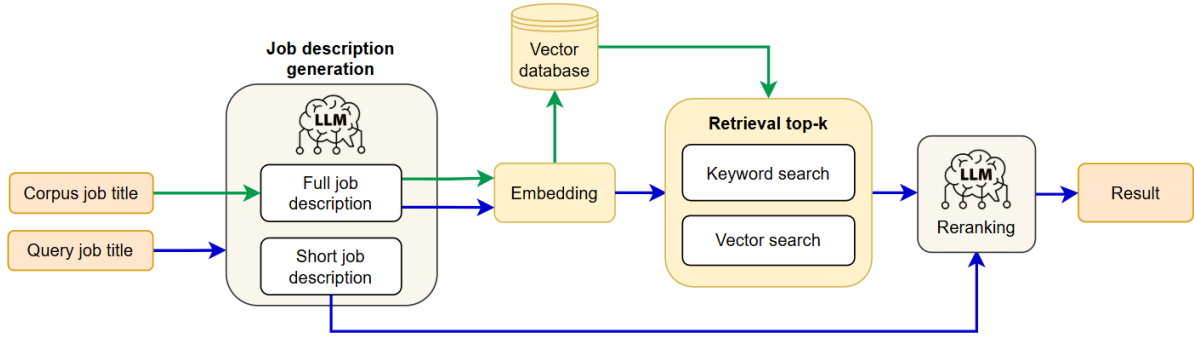 Job description
generation
LLM
Full job
description
Short job
description
Corpus job title
Query job title
Vector
database
Embedding
Retrieval top-k
Keyword search
Vector search
LLM
Reranking
Result